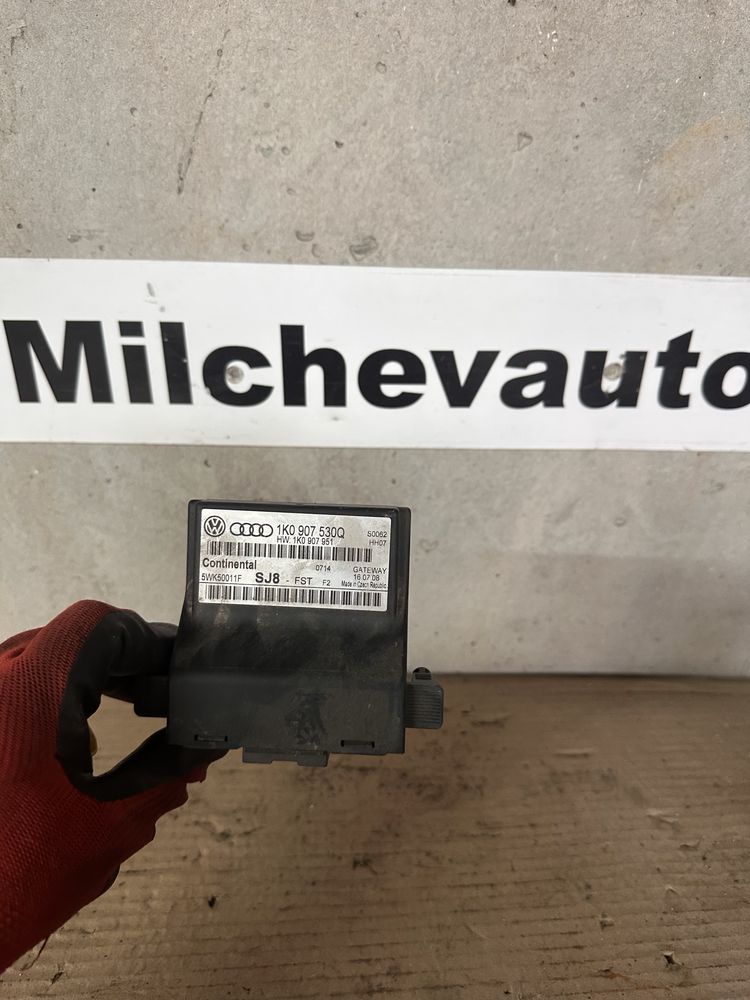 Milchevauto
1K0 907 530Q S0062
HW: 1K0 907 951 HH07
Continental 0714 GATEWAY
5WK50011F SJ8 - FST F2 16.07.08
Made in Czech Republic